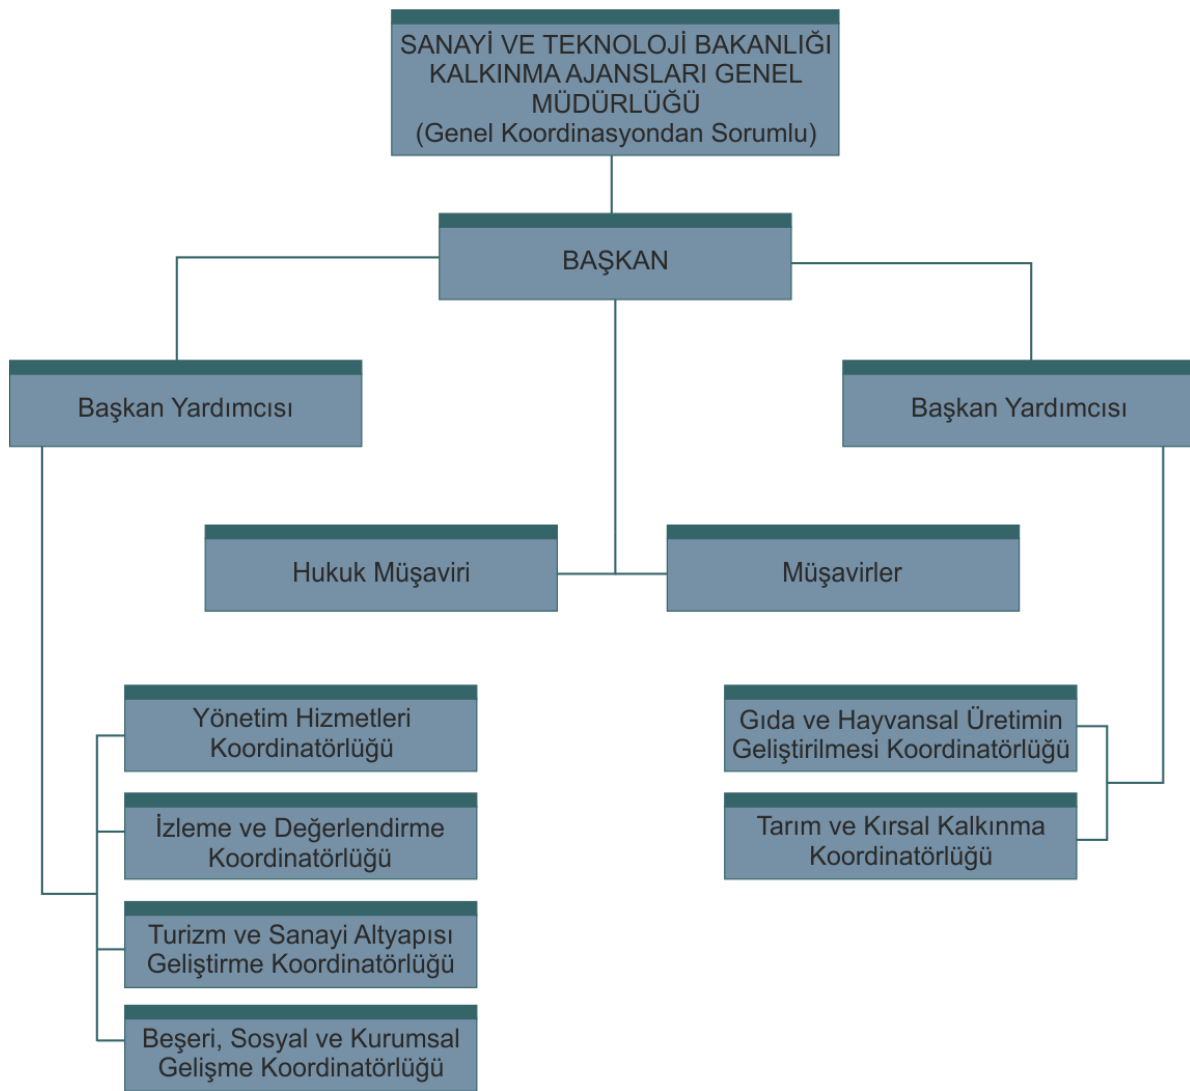 SANAYİ VE TEKNOLOJİ BAKANLIĞI
KALKINMA AJANSLARI GENEL
MÜDÜRLÜĞÜ
(Genel Koordinasyondan Sorumlu)
BAŞKAN
Başkan Yardımcısı
Başkan Yardımcısı
Hukuk Müşaviri
Müşavirler
Yönetim Hizmetleri
Koordinatörlüğü
İzleme ve Değerlendirme
Koordinatörlüğü
Turizm ve Sanayi Altyapısı
Geliştirme Koordinatörlüğü
Beşeri, Sosyal ve Kurumsal
Gelişme Koordinatörlüğü
Gıda ve Hayvansal Üretimin
Geliştirilmesi Koordinatörlüğü
Tarım ve Kırsal Kalkınma
Koordinatörlüğü